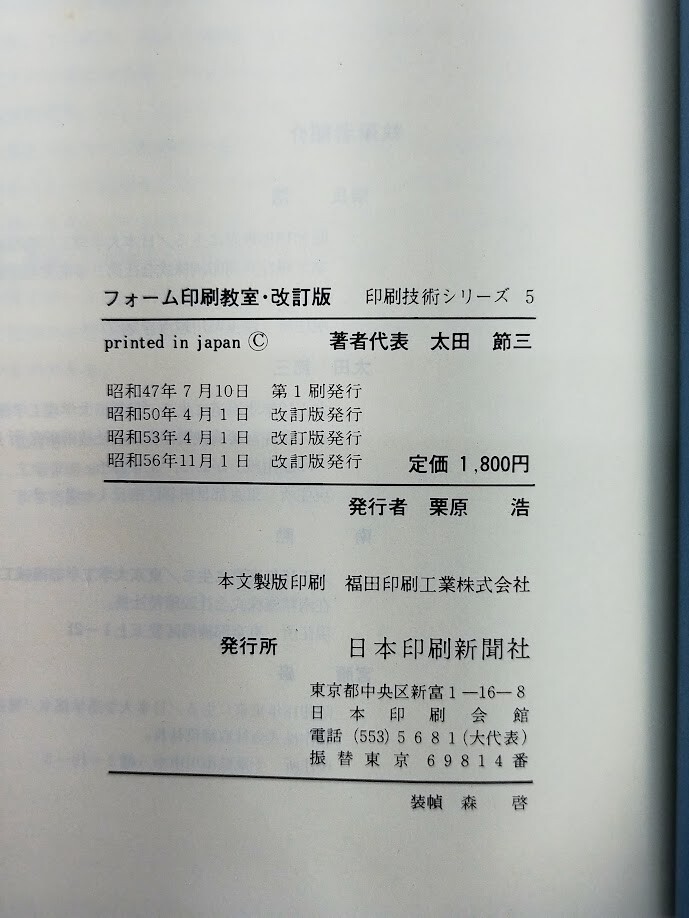 フォーム印刷教室・改訂版　印刷技術シリーズ 5
printed in japan ©　著者代表　太田　節三
昭和47年7月10日　第1刷発行
昭和50年4月1日　改訂版発行
昭和53年4月1日　改訂版発行
昭和56年11月1日　改訂版発行　定価 1,800円
発行者　栗原　浩
本文製版印刷　福田印刷工業株式会社
発行所　日本印刷新聞社
東京都中央区新富1―16―8
日本印刷会館
電話 (553) 5681 (大代表)
振替東京 69814番
装幀　森　啓